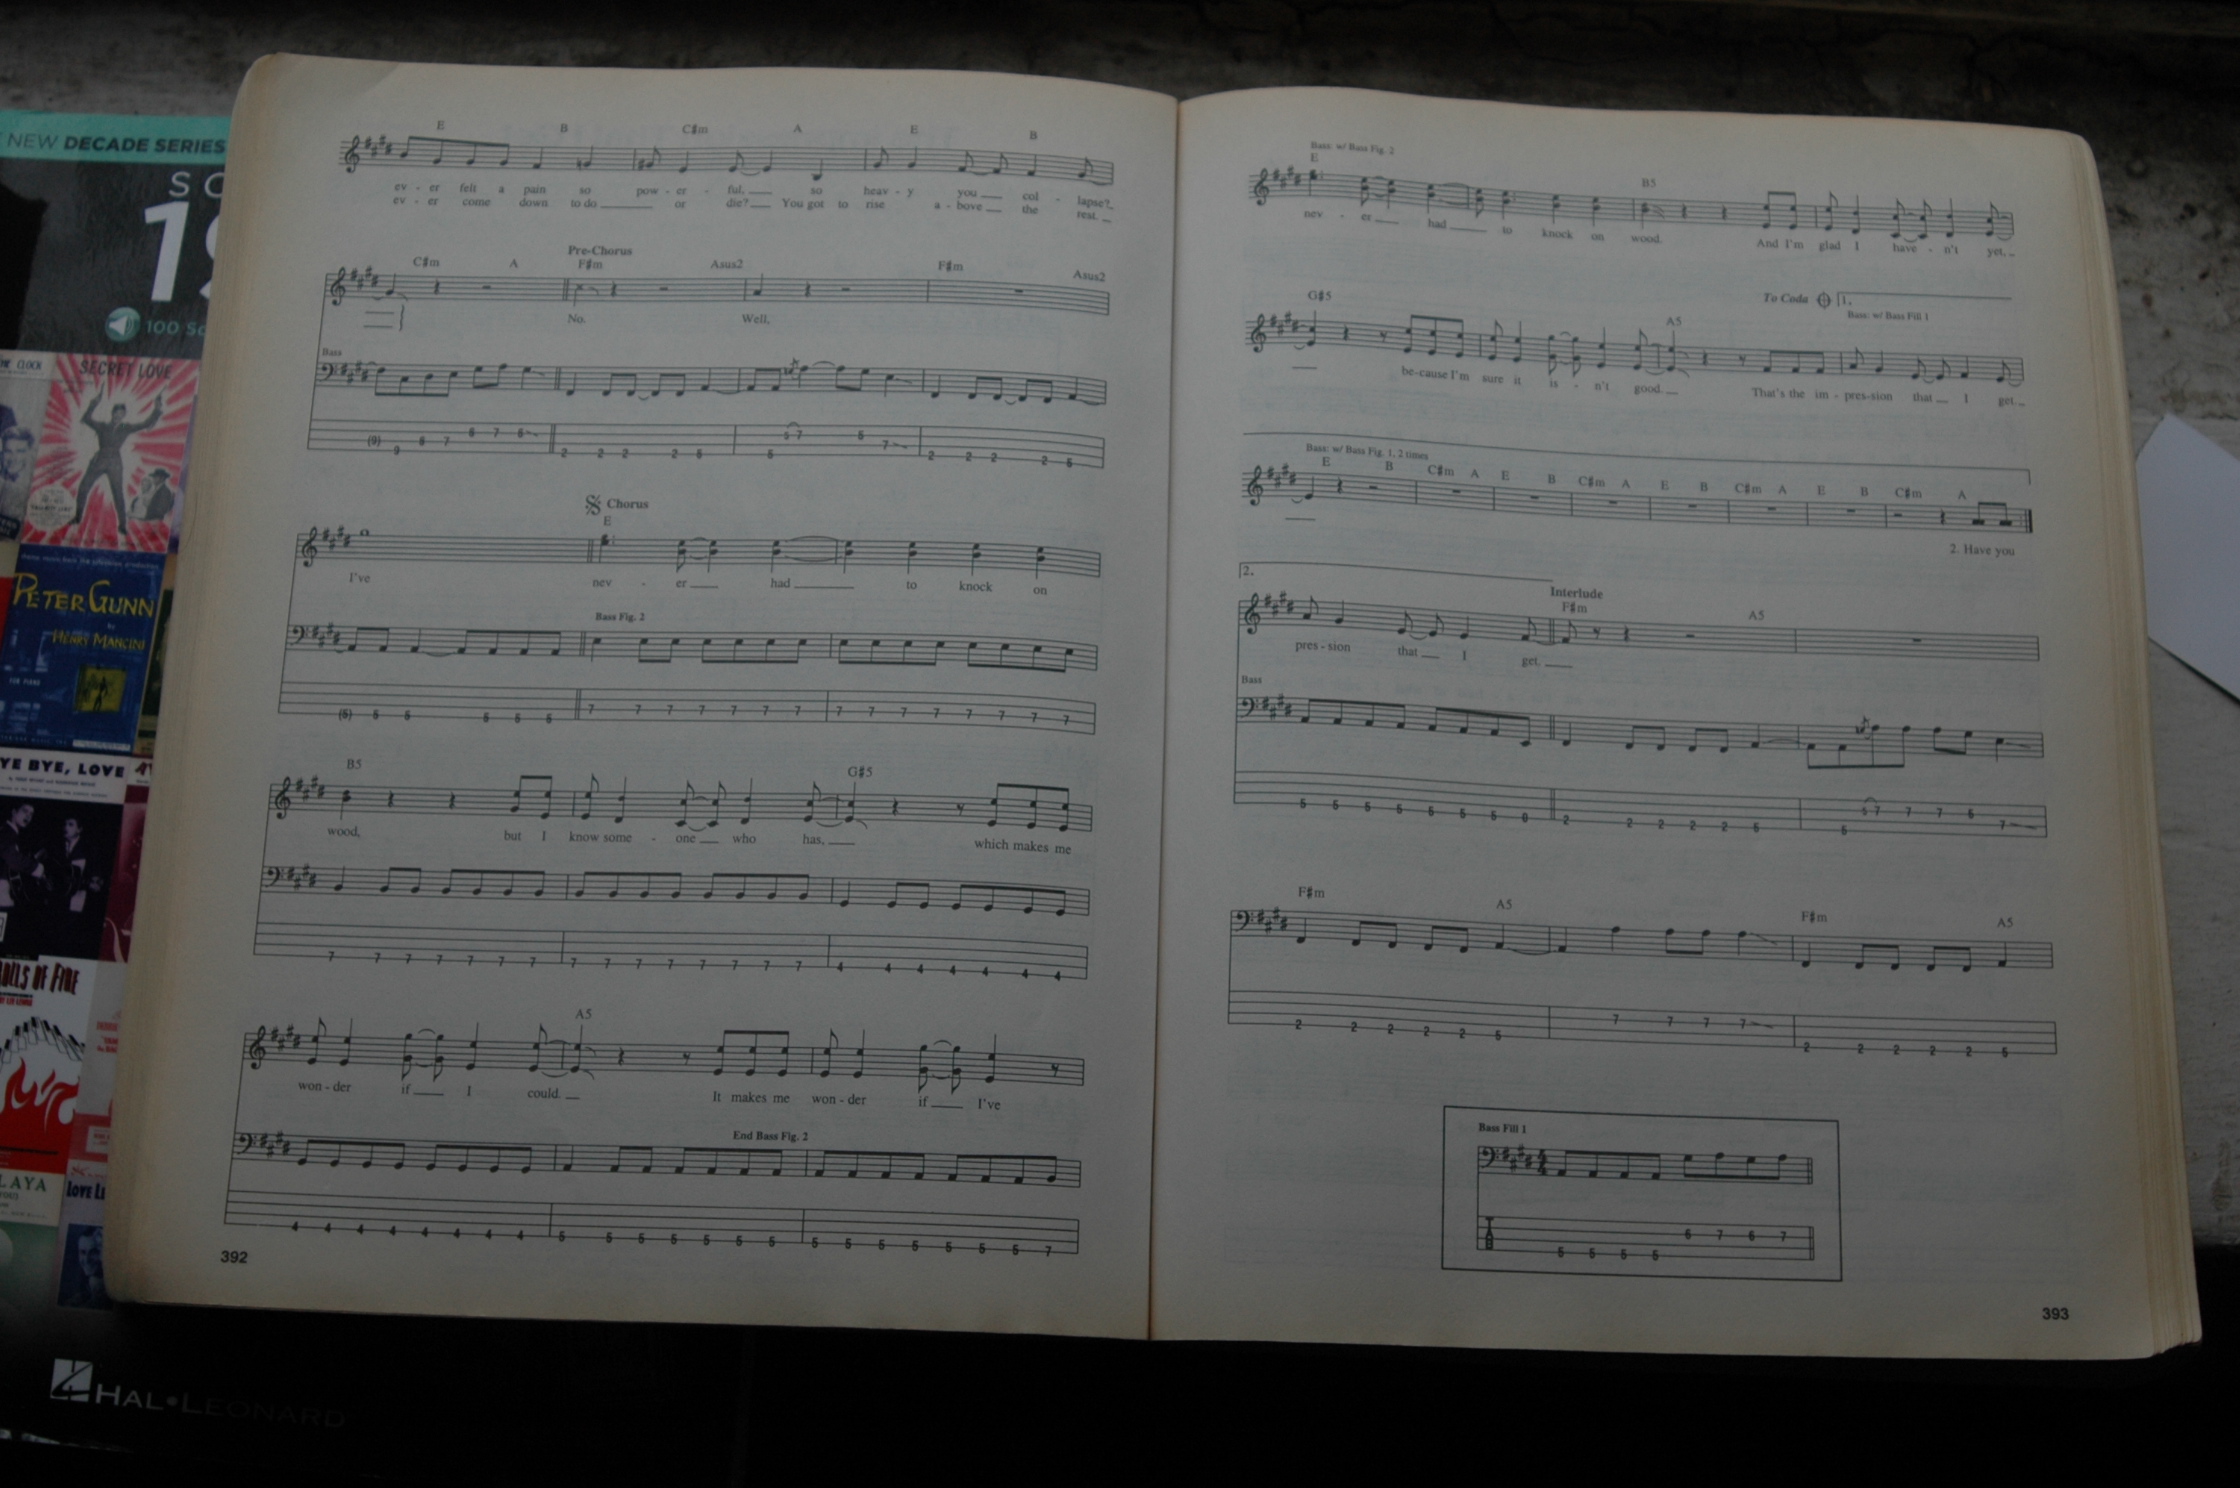 NEW DECADE SERIES
100
SECRET LOVE
PETER GUNN
by
HENRY MANCINI
BYE BYE, LOVE
BALLS OF FIRE
HAL•LEONARD
E B C♯m A E B
ev - er felt a pain so pow - er - ful, so heav - y you col - lapse?
ev - er come down to do or die? You got to rise a - bove the rest.
Pre-Chorus
C♯m A F♯m Asus2 F♯m Asus2
No. Well,
Bass
(9) 9 6 7 6 7 6 2 2 2 2 5 5 5 7 6 7 2 2 2 2 5
Chorus
E
I've nev - er had to knock on
Bass Fig. 2
(5) 5 5 5 5 5 7 7 7 7 7 7 7 7 7 7 7 7 7 7 7
B5 G♯5
wood, but I know some - one who has, which makes me
7 7 7 7 7 7 7 7 7 7 7 7 7 7 7 4 4 4 4 4 4 4
A5
won - der if I could. It makes me won - der if I've
End Bass Fig. 2
4 4 4 4 4 4 4 4 5 5 5 5 5 5 5 5 5 5 5 5 5 5 7
392
Bass: w/ Bass Fig. 2
E B5
nev - er had to knock on wood. And I'm glad I have - n't yet,
To Coda 1.
G♯5 A5 Bass: w/ Bass Fill 1
be - cause I'm sure it is - n't good. That's the im - pres - sion that I get.
Bass: w/ Bass Fig. 1, 2 times
E B C♯m A E B C♯m A E B C♯m A E B C♯m A
2. Have you
2.
Interlude
F♯m A5
pres - sion that I get.
Bass
5 5 5 5 5 5 5 0 2 2 2 2 2 5 5 5 7 7 7 6 7
F♯m A5 F♯m A5
2 2 2 2 2 5 7 7 7 7 2 2 2 2 2 5
Bass Fill 1
4
4
T
A
B
5 5 5 5 6 7 6 7
393